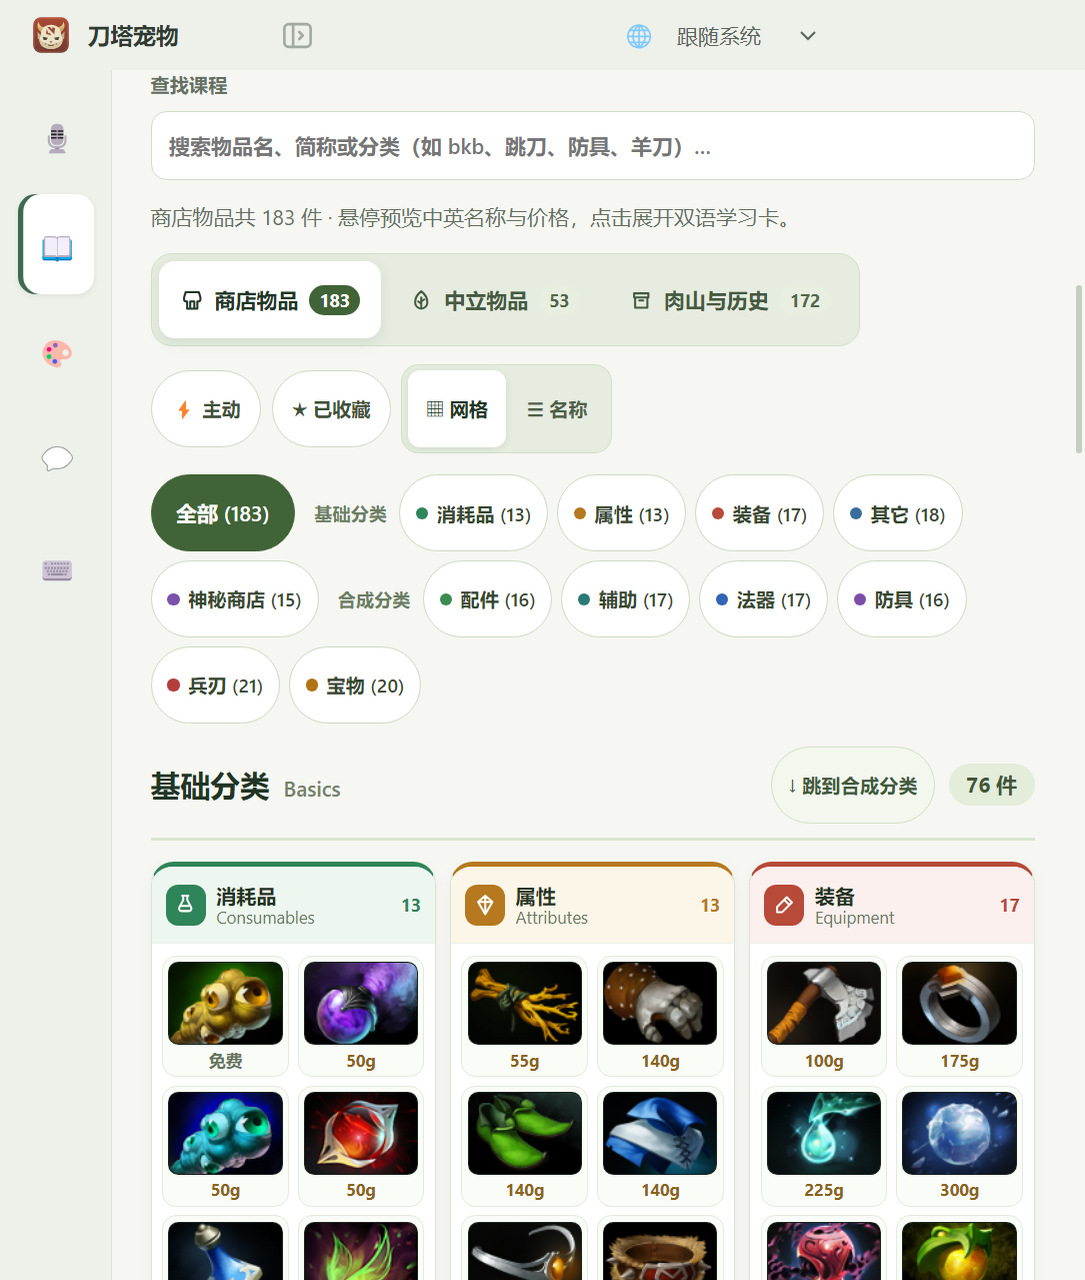 刀塔宠物
跟随系统
查找课程
搜索物品名、简称或分类（如 bkb、跳刀、防具、羊刀）...
商店物品共 183 件 · 悬停预览中英名称与价格，点击展开双语学习卡。
商店物品 183 中立物品 53 肉山与历史 172
主动 ★ 已收藏 网格 ☰ 名称
全部 (183) 基础分类 消耗品 (13) 属性 (13) 装备 (17) 其它 (18)
神秘商店 (15) 合成分类 配件 (16) 辅助 (17) 法器 (17) 防具 (16)
兵刃 (21) 宝物 (20)
基础分类 Basics ↓ 跳到合成分类 76 件
消耗品 13
Consumables
属性 13
Attributes
装备 17
Equipment
免费 50g 55g 140g 100g 175g
50g 50g 140g 140g 225g 300g